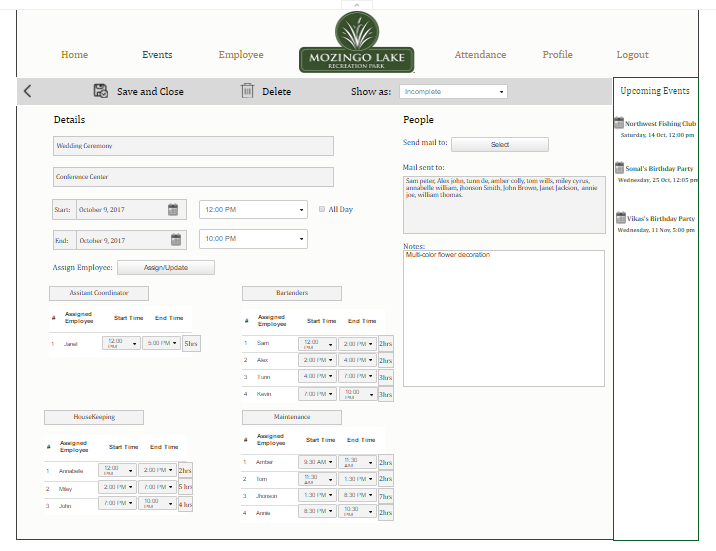 MOZINGO LAKE
RECREATION PARK
Home Events Employee Attendance Profile Logout
Save and Close Delete Show as: Incomplete
Upcoming Events
Northwest Fishing Club
Saturday, 14 Oct, 12:00 pm
Sonal's Birthday Party
Wednesday, 25 Oct, 12:05 pm
Vikas's Birthday Party
Wednesday, 11 Nov, 5:00 pm
Details
Wedding Ceremony
Conference Center
Start: October 9, 2017 12:00 PM All Day
End: October 9, 2017 10:00 PM
Assign Employee: Assign/Update
People
Send mail to: Select
Mail sent to:
Sam peter, Alex john, tunn de, amber colly, tom wills, miley cyrus,
annabelle william, jhonson Smith, John Brown, Janet Jackson, annie
joe, william thomas.
Notes:
Multi-color flower decoration
Assitant Coordinator
# Assigned Employee Start Time End Time
1 Janel 12:00 PM 5:00 PM 5hrs
Bartenders
# Assigned Employee Start Time End Time
1 Sam 12:00 PM 2:00 PM 2hrs
2 Alex 2:00 PM 4:00 PM 2hrs
3 Tunn 4:00 PM 7:00 PM 3hrs
4 Kevin 7:00 PM 10:00 PM 3hrs
HouseKeeping
# Assigned Employee Start Time End Time
1 Annabelle 12:00 PM 2:00 PM 2hrs
2 Miley 2:00 PM 7:00 PM 5 hrs
3 John 7:00 PM 10:00 PM 4 hrs
Maintenance
# Assigned Employee Start Time End Time
1 Amber 9:30 AM 11:30 AM 2hrs
2 Tom 11:30 AM 1:30 PM 2hrs
3 Jhonson 1:30 PM 8:30 PM 7hrs
4 Annie 8:30 PM 10:30 PM 2hrs